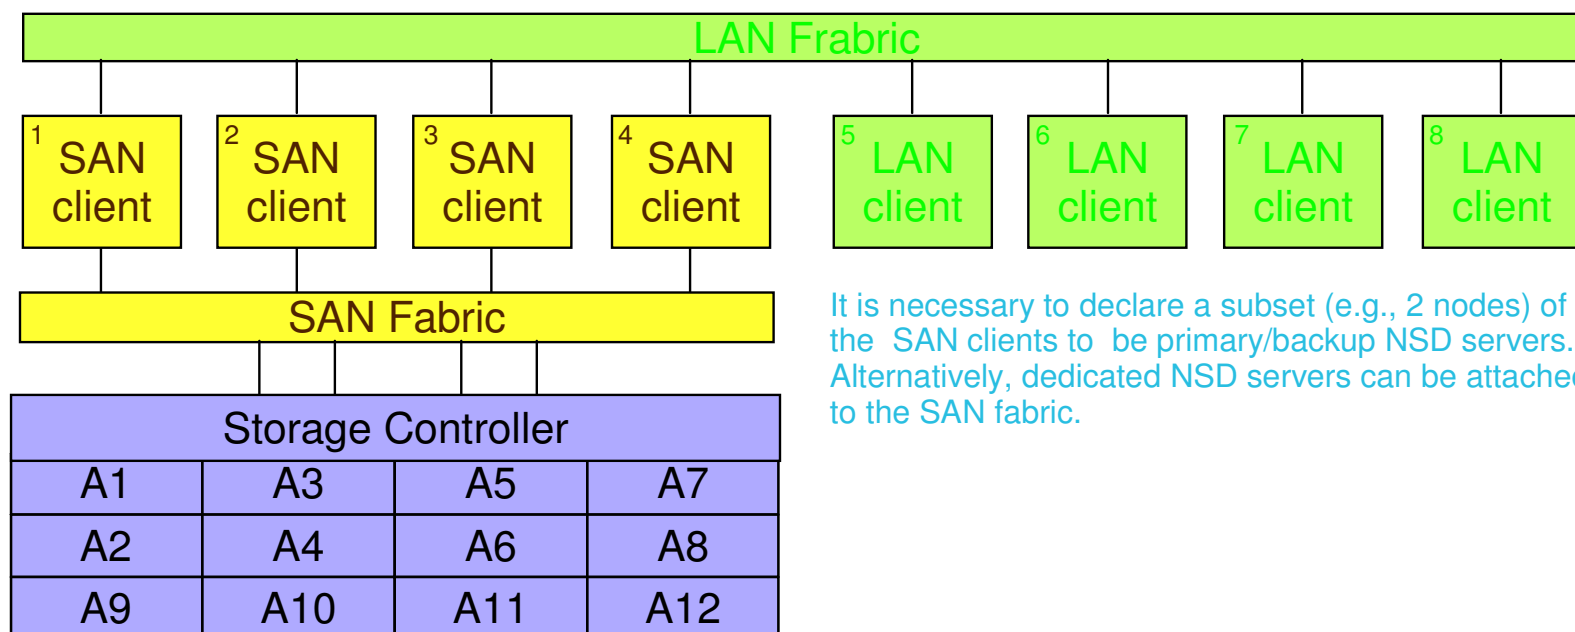 LAN Frabric
1 SAN client
2 SAN client
3 SAN client
4 SAN client
5 LAN client
6 LAN client
7 LAN client
8 LAN client
SAN Fabric
It is necessary to declare a subset (e.g., 2 nodes) of
the SAN clients to be primary/backup NSD servers.
Alternatively, dedicated NSD servers can be attached
to the SAN fabric.
Storage Controller
A1 A3 A5 A7
A2 A4 A6 A8
A9 A10 A11 A12